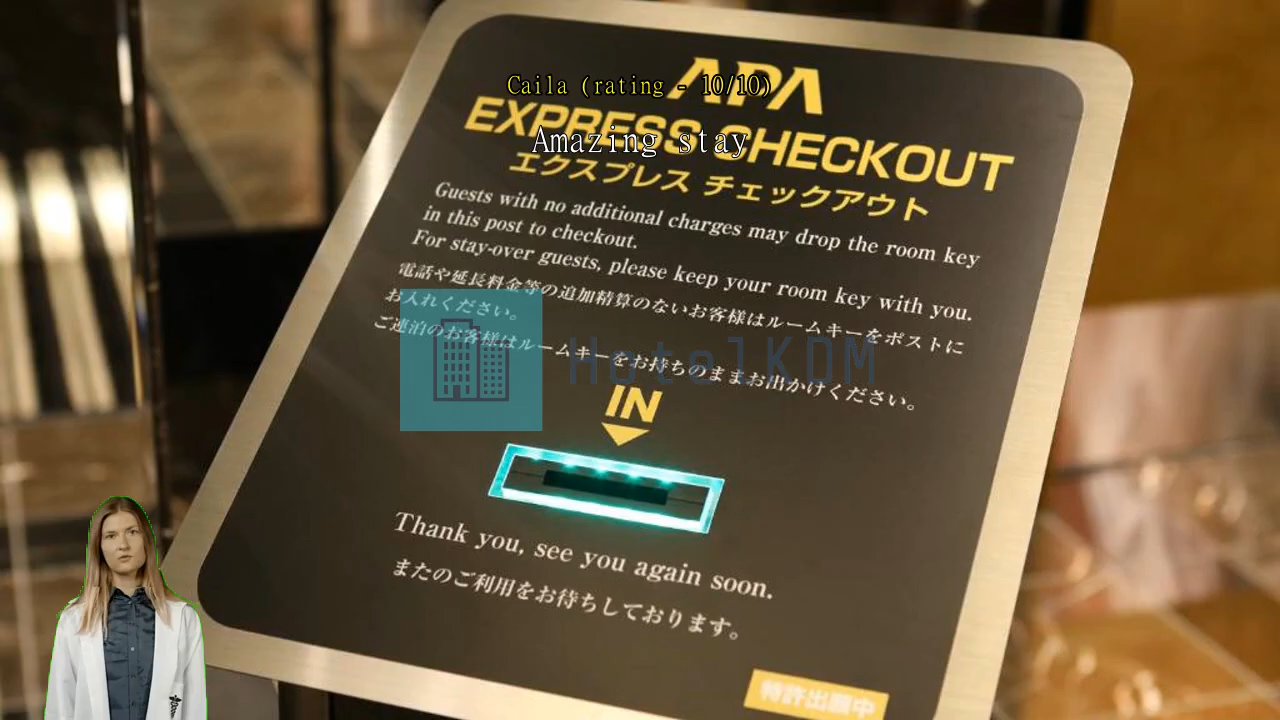 APA
Caila (rating - 10/10)
EXPRESS CHECKOUT
Amazing stay
エクスプレス チェックアウト
Guests with no additional charges may drop the room key
in this post to checkout.
For stay-over guests, please keep your room key with you.
電話や延長料金等の追加精算のないお客様はルームキーをポストに
お入れください。
ご連泊のお客様はルームキーをお持ちのままお出かけください。
HotelKDM
IN
Thank you, see you again soon.
またのご利用をお待ちしております。
特許出願中